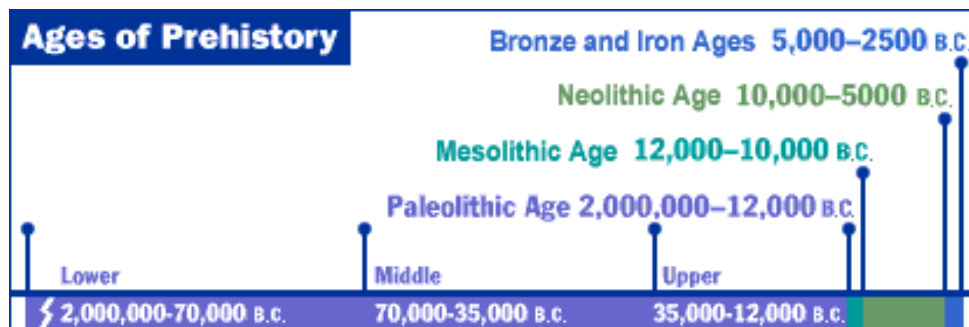 Ages of Prehistory
Bronze and Iron Ages 5,000–2500 B.C.
Neolithic Age 10,000–5000 B.C.
Mesolithic Age 12,000–10,000 B.C.
Paleolithic Age 2,000,000–12,000 B.C.
Lower Middle Upper
2,000,000-70,000 B.C. 70,000-35,000 B.C. 35,000-12,000 B.C.